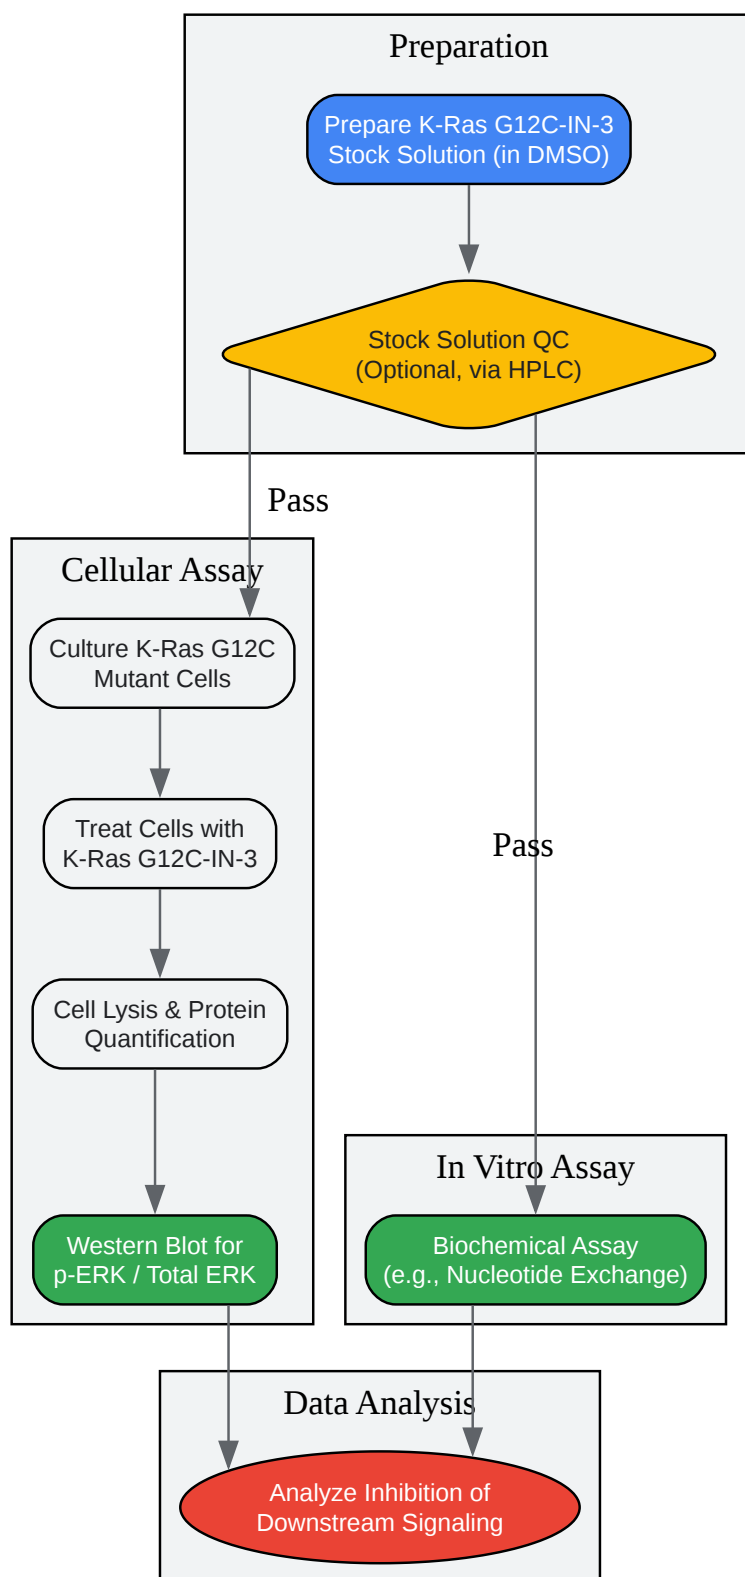 Preparation
Prepare K-Ras G12C-IN-3
Stock Solution (in DMSO)
Stock Solution QC
(Optional, via HPLC)
Pass
Cellular Assay
Culture K-Ras G12C
Mutant Cells
Treat Cells with
K-Ras G12C-IN-3
Pass
Cell Lysis & Protein
Quantification
In Vitro Assay
Western Blot for
p-ERK / Total ERK
Biochemical Assay
(e.g., Nucleotide Exchange)
Data Analysis
Analyze Inhibition of
Downstream Signaling